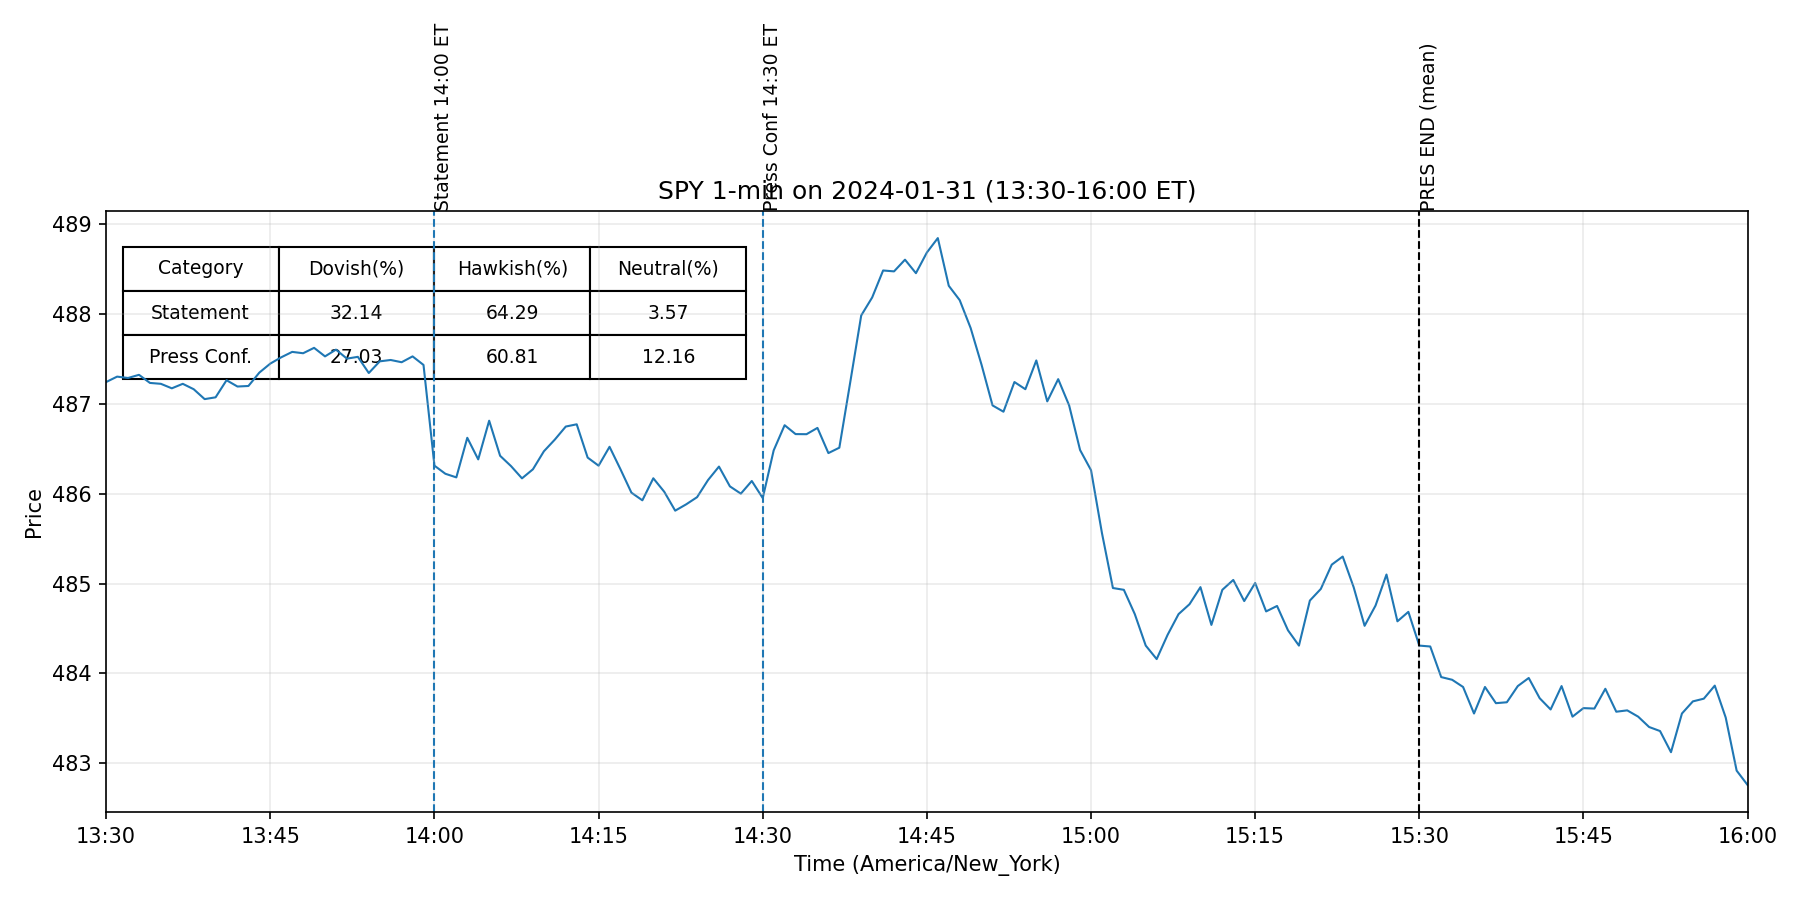 Statement 14:00 ET
Press Conf 14:30 ET
PRES END (mean)
SPY 1-min on 2024-01-31 (13:30-16:00 ET)
Category Dovish(%) Hawkish(%) Neutral(%)
Statement 32.14 64.29 3.57
Press Conf. 27.03 60.81 12.16
Price
489
488
487
486
485
484
483
13:30 13:45 14:00 14:15 14:30 14:45 15:00 15:15 15:30 15:45 16:00
Time (America/New_York)